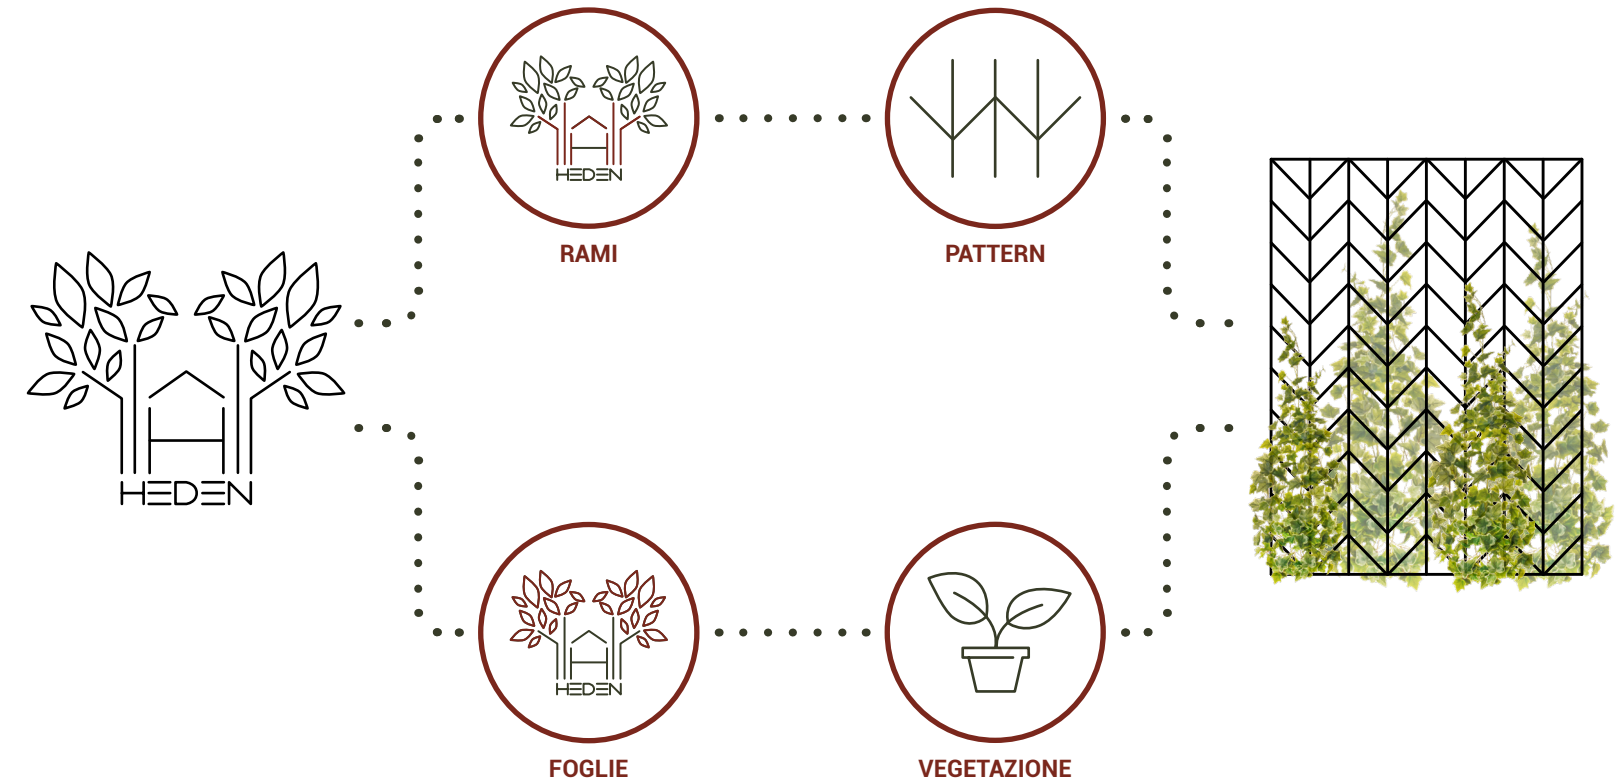 HEDEN
RAMI
PATTERN
HEDEN
HEDEN
FOGLIE
VEGETAZIONE